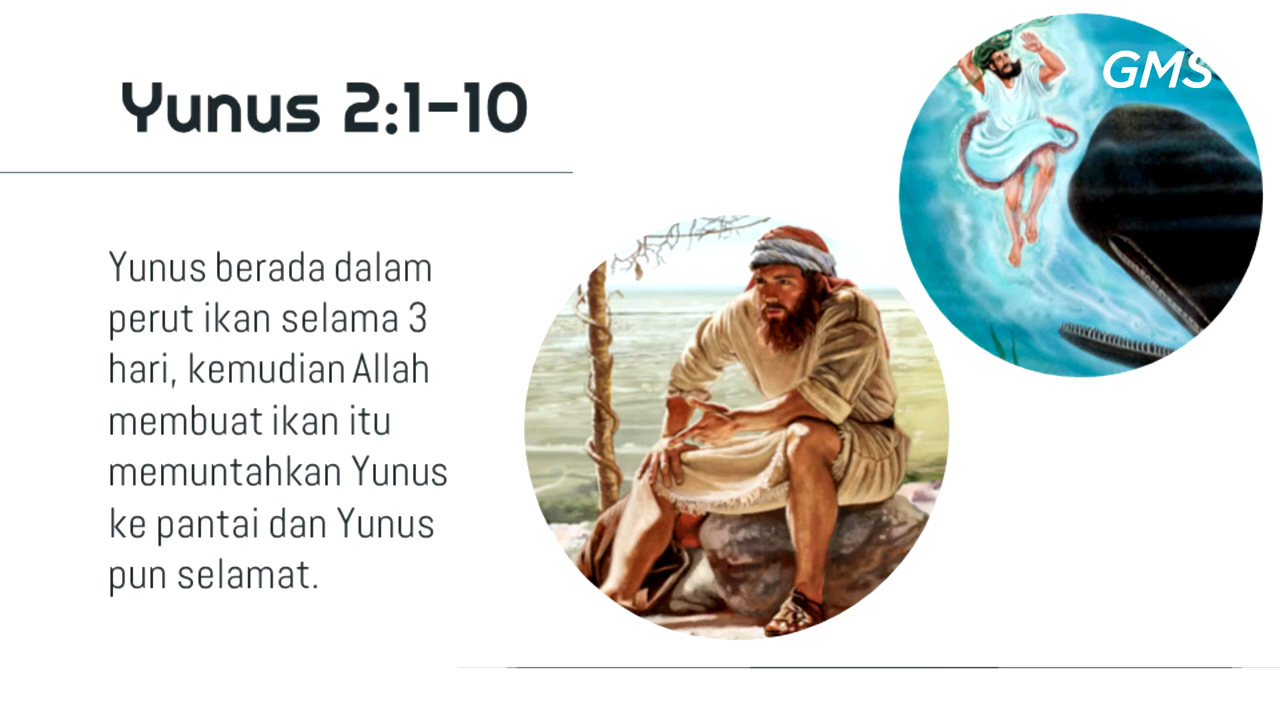 GMS
Yunus 2:1-10
Yunus berada dalam
perut ikan selama 3
hari, kemudian Allah
membuat ikan itu
memuntahkan Yunus
ke pantai dan Yunus
pun selamat.